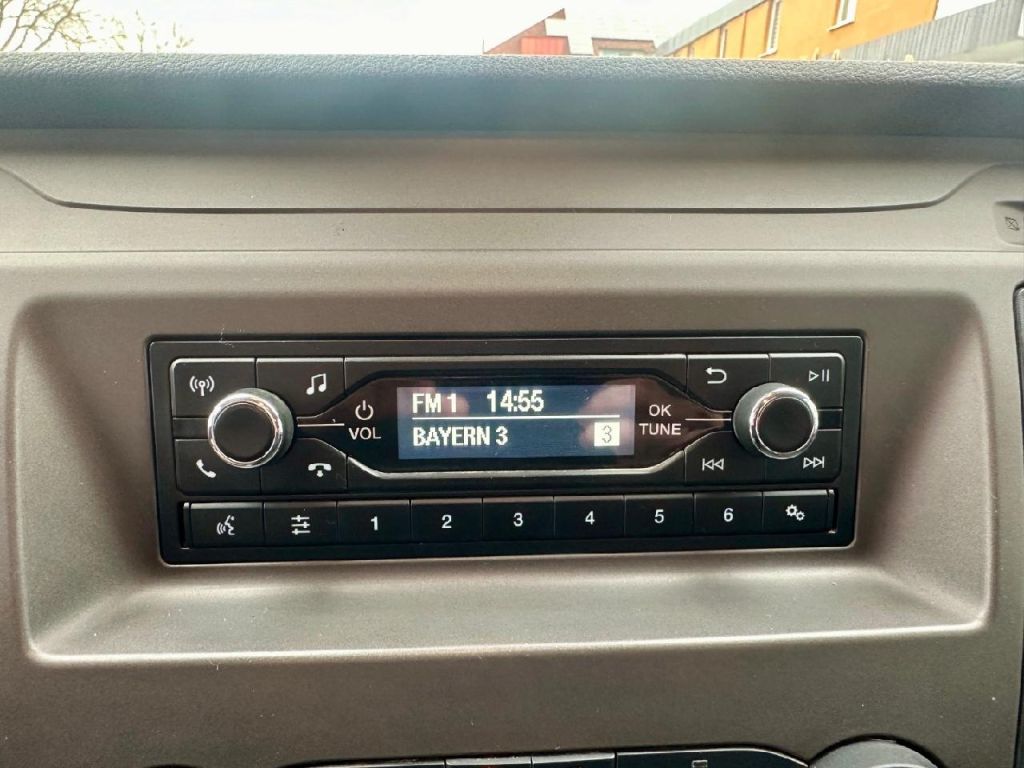 FM 1 14:55
VOL
BAYERN 3 3
OK
TUNE
1 2 3 4 5 6